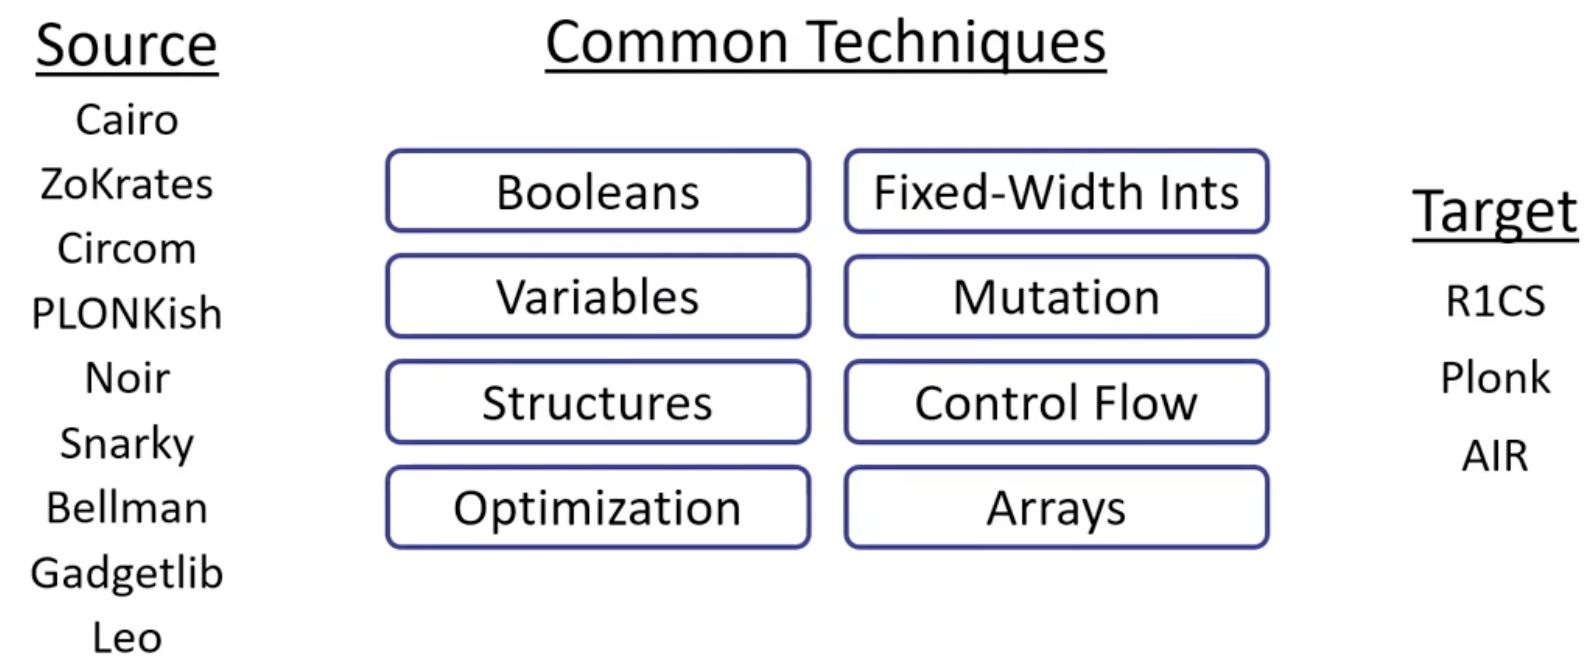 Source
Cairo
ZoKrates
Circom
PLONKish
Noir
Snarky
Bellman
Gadgetlib
Leo
Common Techniques
Booleans
Fixed-Width Ints
Variables
Mutation
Structures
Control Flow
Optimization
Arrays
Target
R1CS
Plonk
AIR